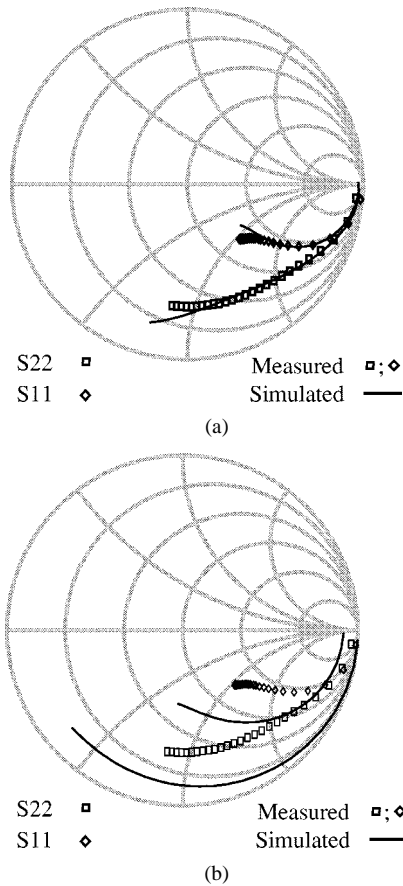 S22 Measured ;
S11 Simulated
(a)
S22 Measured ;
S11 Simulated
(b)